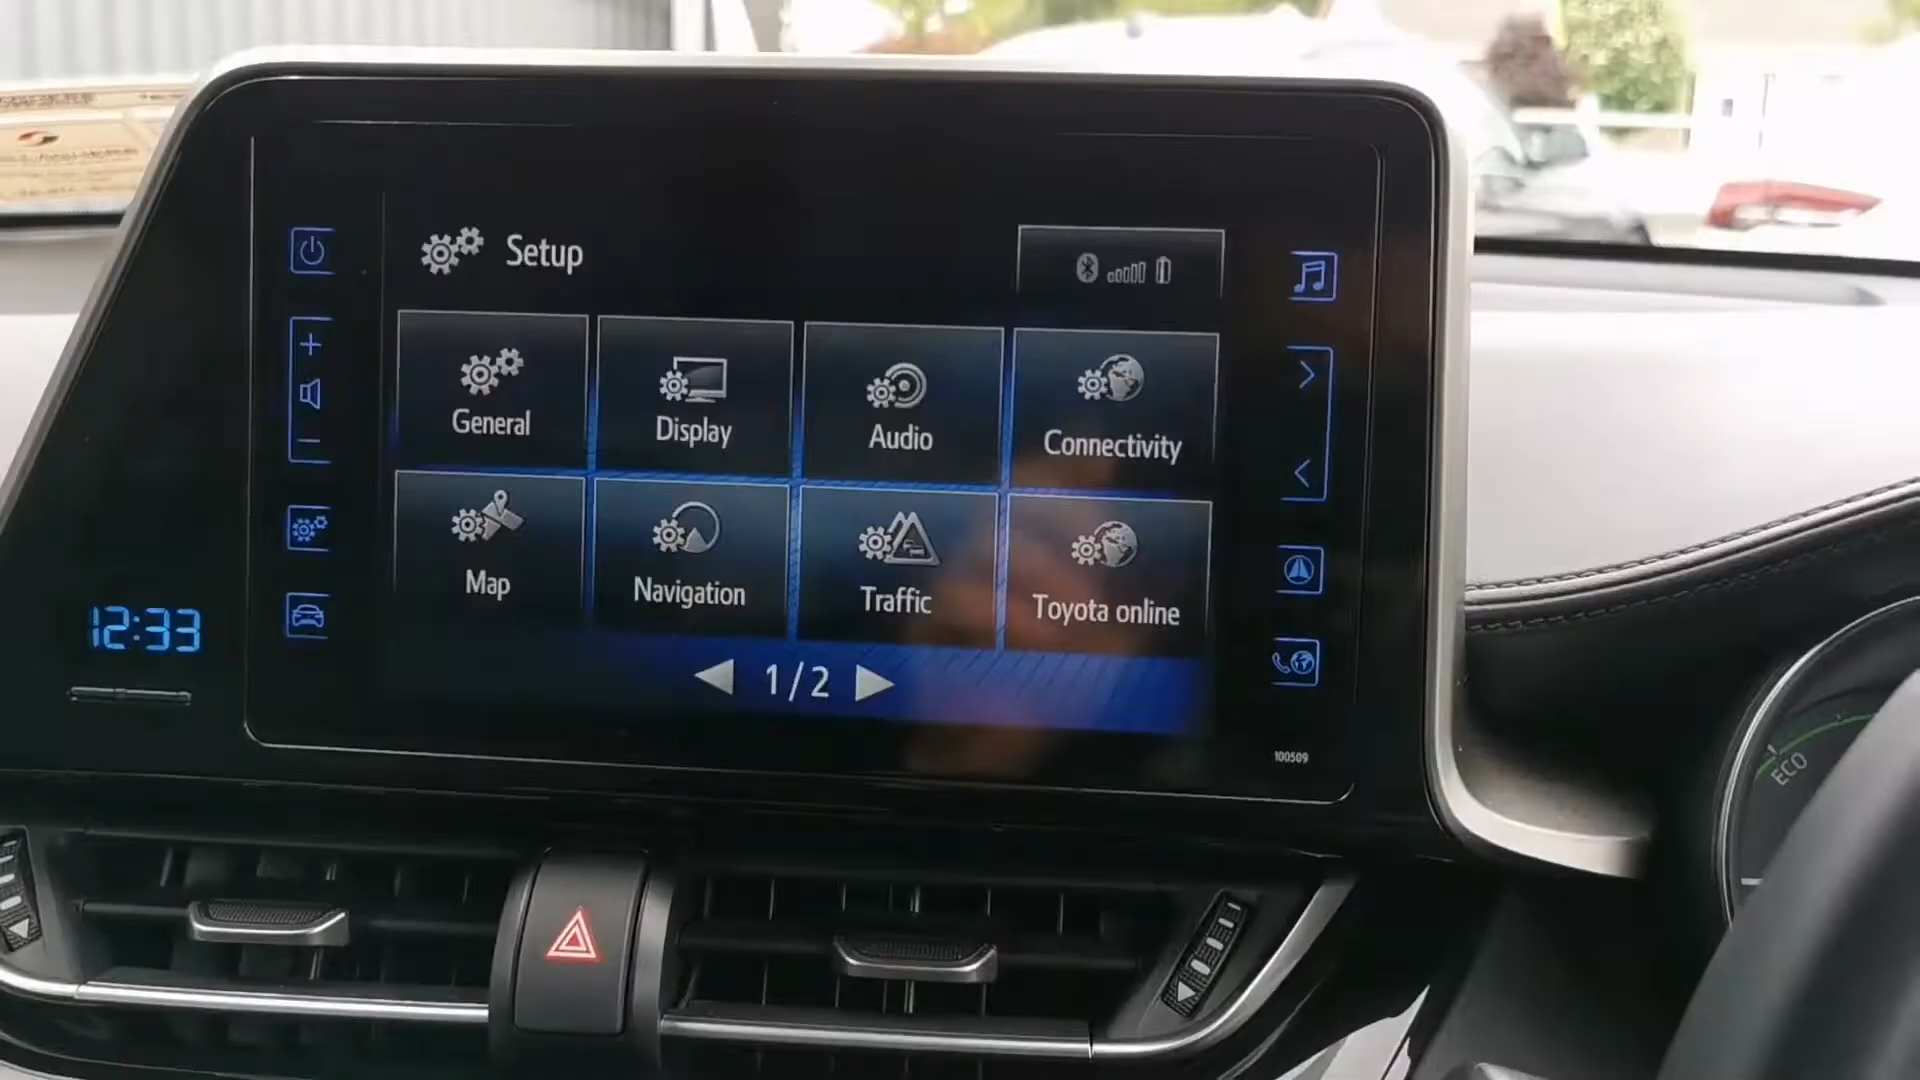 Setup
General
Display
Audio
Connectivity
Map
Navigation
Traffic
Toyota online
1/2
12:33
100509
ECO